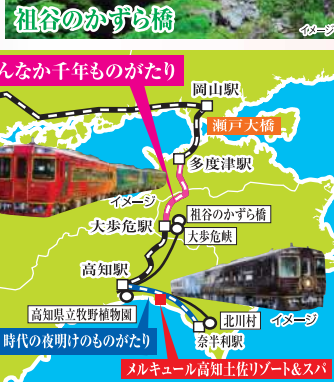 祖谷のかずら橋
イメージ
んなか千年ものがたり
岡山駅
瀬戸大橋
多度津駅
イメージ
祖谷のかずら橋
大歩危駅
大歩危峡
高知駅
高知県立牧野植物園
北川村
イメージ
時代の夜明けのものがたり
奈半利駅
メルキュール高知土佐リゾート&スパ